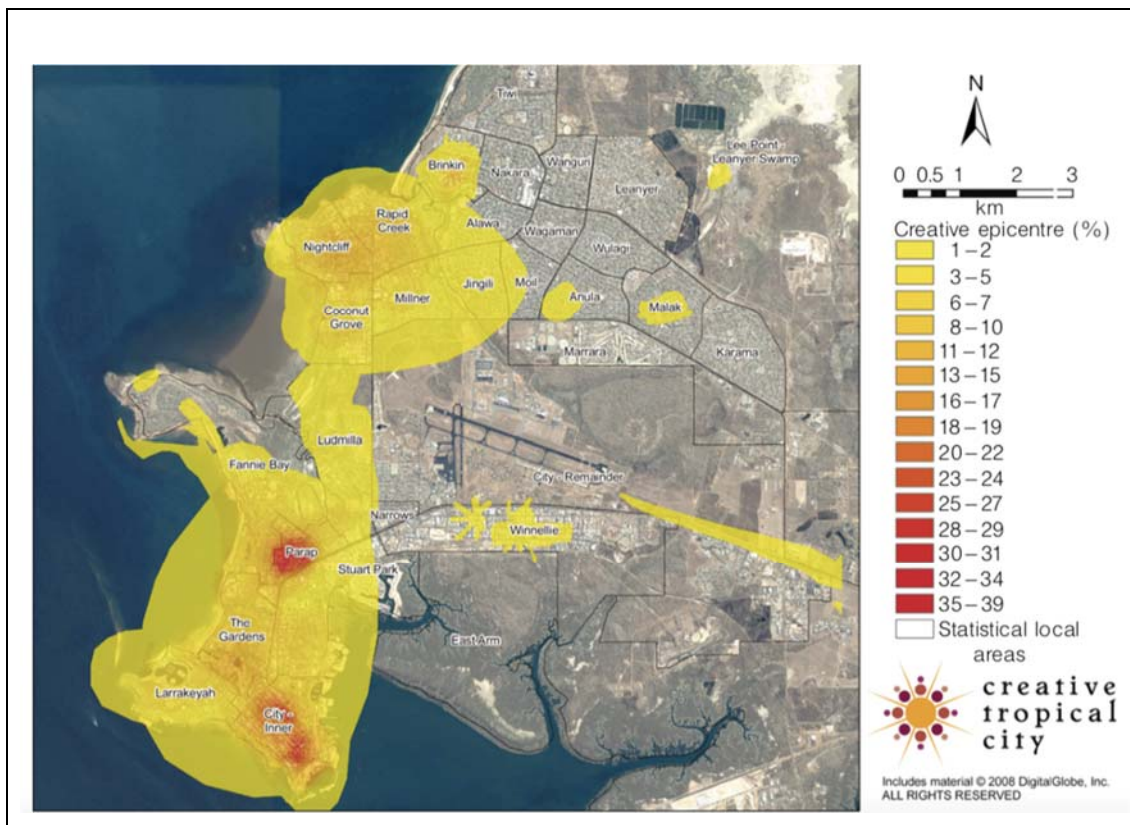 Tiwi
Lee Point -
Leanyer Swamp
Brinkin
Nakara
Wanguri
Leanyer
Rapid
Creek
Alawa
Wagaman
Nightcliff
Wulagi
Jingili
Moil
Anula
Malak
Millner
Coconut
Grove
Marrara
Karama
Ludmilla
Fannie Bay
City - Remainder
Narrows
Winnellie
Parap
Stuart Park
The
Gardens
East Arm
Larrakeyah
City -
Inner
N
0 0.5 1 2 3
km
Creative epicentre (%)
1 – 2
3 – 5
6 – 7
8 – 10
11 – 12
13 – 15
16 – 17
18 – 19
20 – 22
23 – 24
25 – 27
28 – 29
30 – 31
32 – 34
35 – 39
Statistical local
areas
creative
tropical
city
Includes material © 2008 DigitalGlobe, Inc.
ALL RIGHTS RESERVED